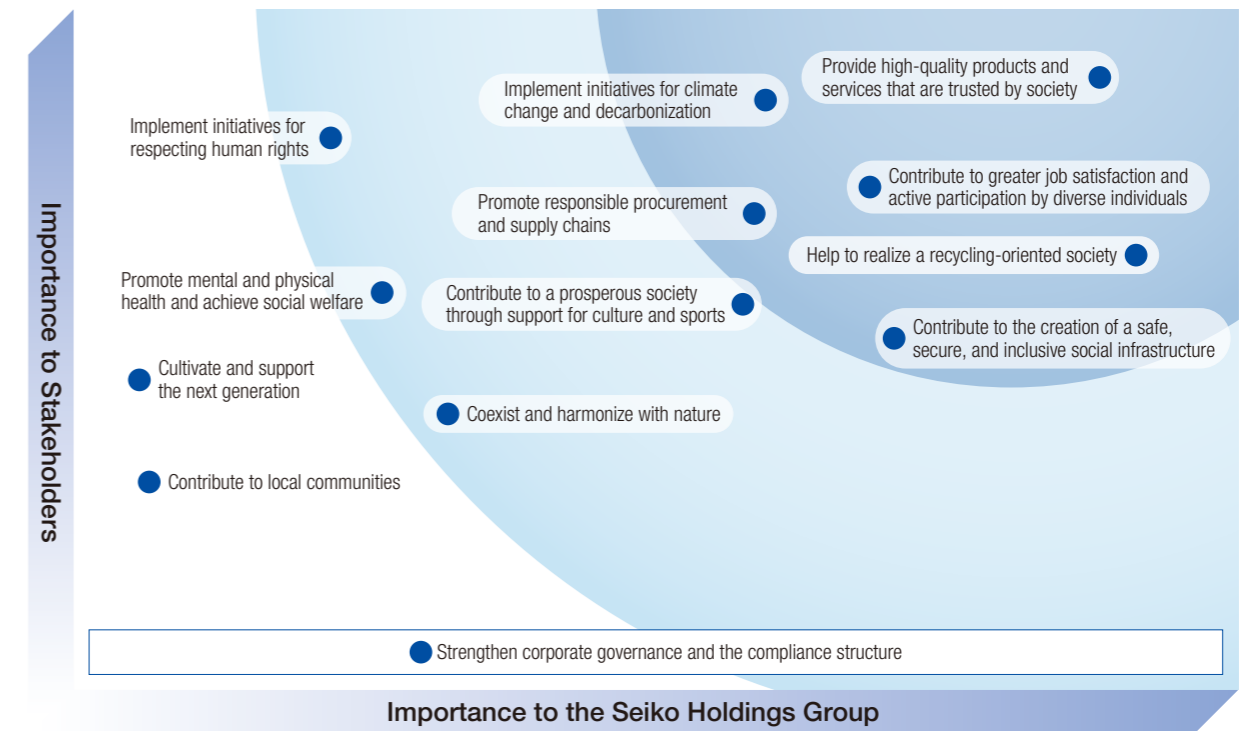 Importance to Stakeholders
Provide high-quality products and
services that are trusted by society
Implement initiatives for climate
change and decarbonization
Implement initiatives for
respecting human rights
Contribute to greater job satisfaction and
active participation by diverse individuals
Promote responsible procurement
and supply chains
Help to realize a recycling-oriented society
Promote mental and physical
health and achieve social welfare
Contribute to a prosperous society
through support for culture and sports
Contribute to the creation of a safe,
secure, and inclusive social infrastructure
Cultivate and support
the next generation
Coexist and harmonize with nature
Contribute to local communities
Strengthen corporate governance and the compliance structure
Importance to the Seiko Holdings Group